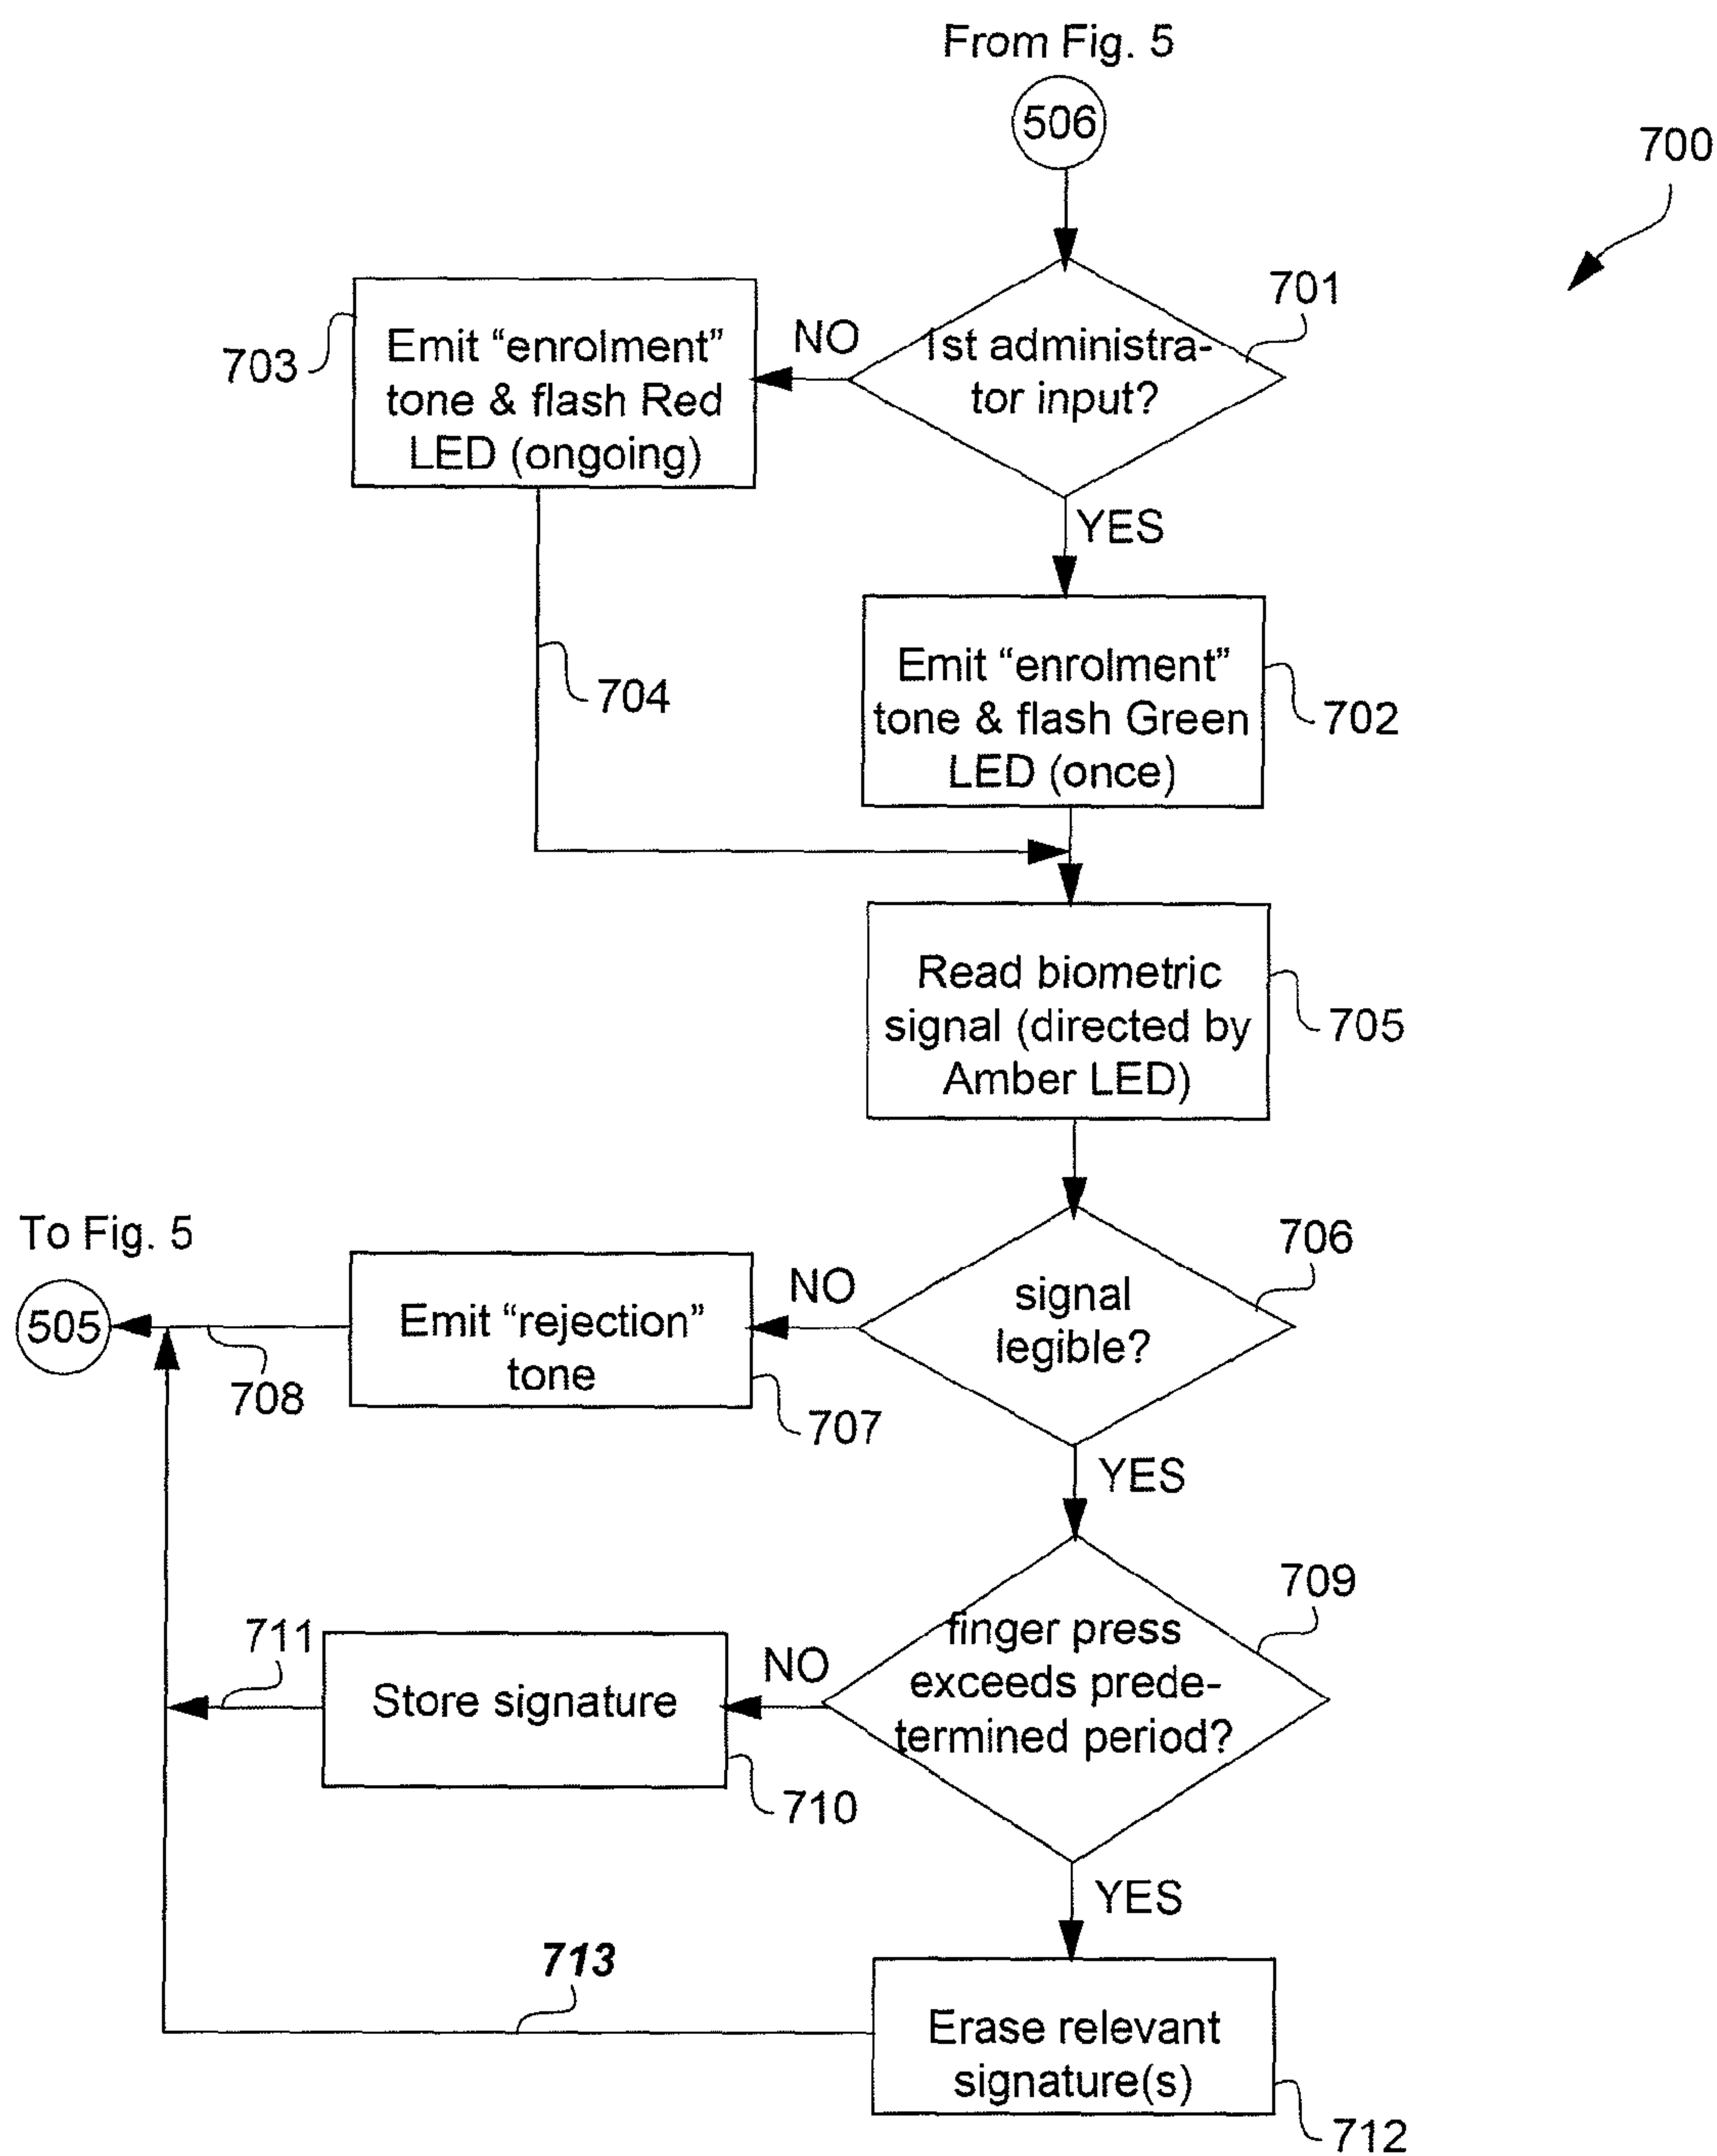 From Fig. 5
506
700
701
1st administra-
tor input?
NO
703
Emit “enrolment”
tone & flash Red
LED (ongoing)
YES
704
Emit “enrolment”
tone & flash Green
LED (once)
702
Read biometric
signal (directed by
Amber LED)
705
To Fig. 5
505
706
signal
legible?
NO
Emit “rejection”
tone
708
707
YES
709
finger press
exceeds prede-
termined period?
NO
711
Store signature
710
YES
713
Erase relevant
signature(s)
712